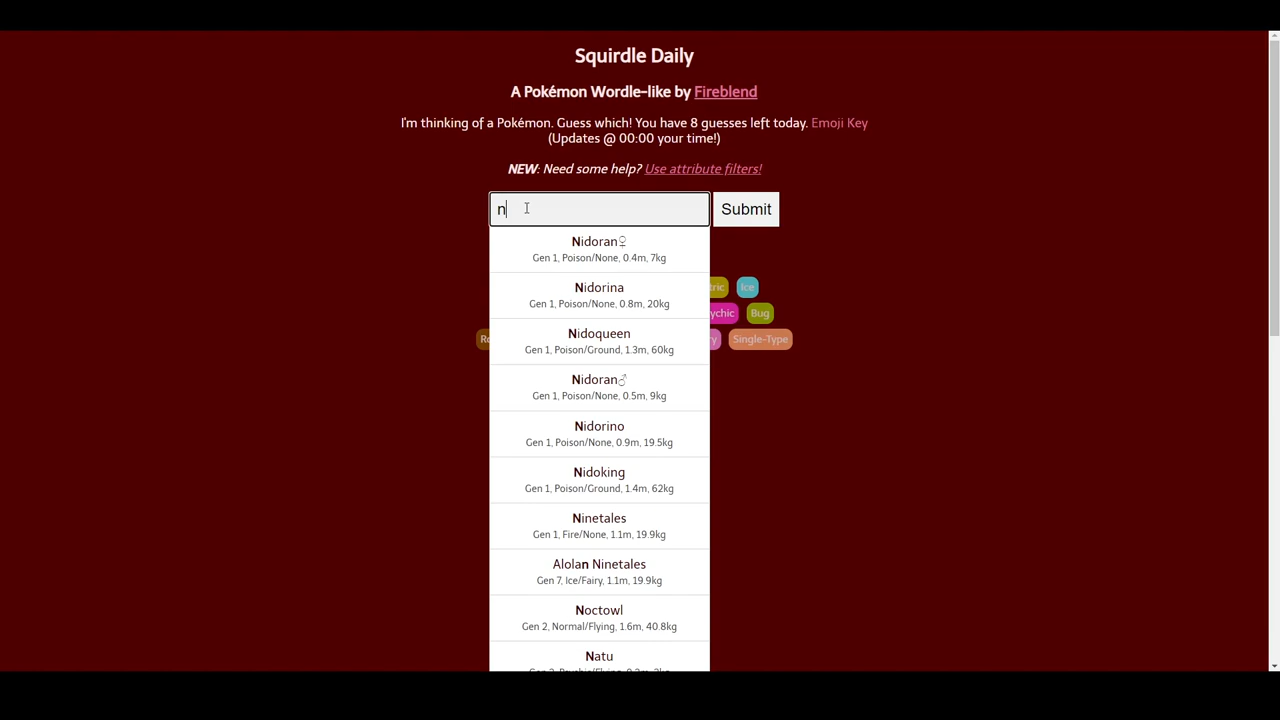 Squirdle Daily
A Pokémon Wordle-like by Fireblend
I'm thinking of a Pokémon. Guess which! You have 8 guesses left today. Emoji Key
(Updates @ 00:00 your time!)
NEW: Need some help? Use attribute filters!
n Submit
Nidoran♀
Gen 1, Poison/None, 0.4m, 7kg
Nidorina
Gen 1, Poison/None, 0.8m, 20kg
tric Ice
ychic Bug
Nidoqueen
Gen 1, Poison/Ground, 1.3m, 60kg
Ro ry Single-Type
Nidoran♂
Gen 1, Poison/None, 0.5m, 9kg
Nidorino
Gen 1, Poison/None, 0.9m, 19.5kg
Nidoking
Gen 1, Poison/Ground, 1.4m, 62kg
Ninetales
Gen 1, Fire/None, 1.1m, 19.9kg
Alolan Ninetales
Gen 7, Ice/Fairy, 1.1m, 19.9kg
Noctowl
Gen 2, Normal/Flying, 1.6m, 40.8kg
Natu